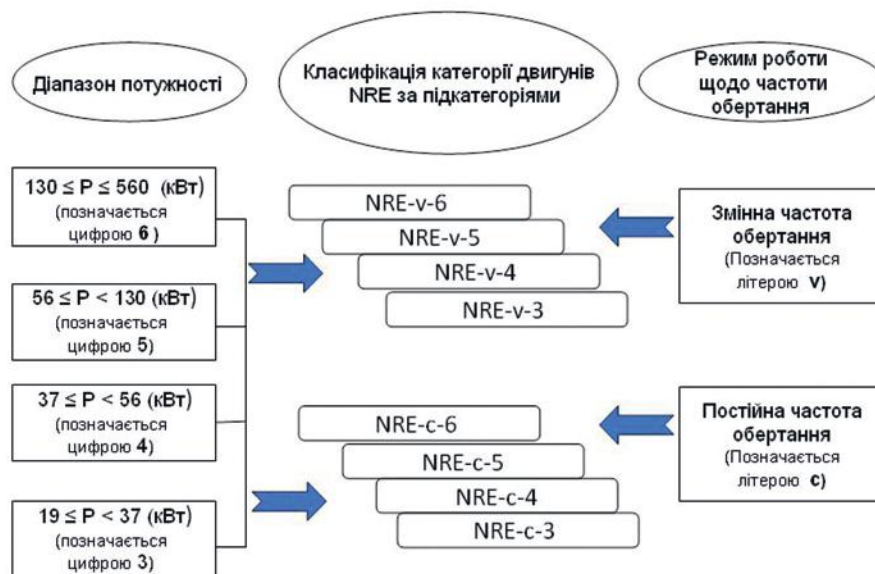 Діапазон потужності
Класифікація категорії двигунів
NRE за підкатегоріями
Режим роботи
щодо частоти
обертання
130 ≤ P ≤ 560 (кВт)
(позначається
цифрою 6 )
56 ≤ P < 130 (кВт)
(позначається
цифрою 5)
37 ≤ P < 56 (кВт)
(позначається
цифрою 4)
19 ≤ P < 37 (кВт)
(позначається
цифрою 3)
NRE-v-6
NRE-v-5
NRE-v-4
NRE-v-3
NRE-c-6
NRE-c-5
NRE-c-4
NRE-c-3
Змінна частота
обертання
(Позначається
літерою v)
Постійна частота
обертання
(Позначається
літерою c)